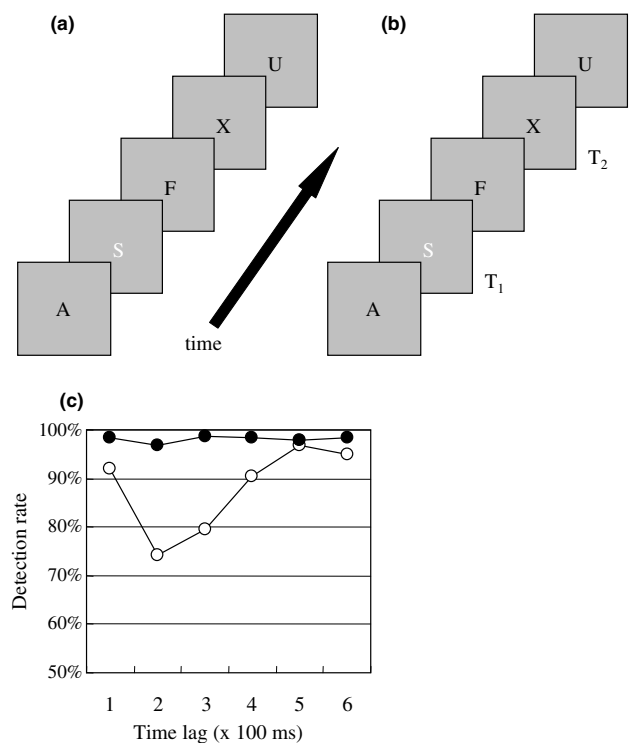 (a)
U
X
F
S
A
time
(b)
U
X
T2
F
S
T1
A
(c)
100%
90%
80%
70%
60%
50%
Detection rate
1 2 3 4 5 6
Time lag (x 100 ms)